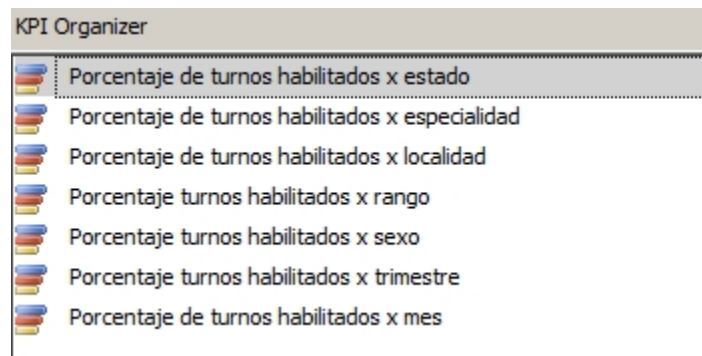 KPI Organizer
Porcentaje de turnos habilitados x estado
Porcentaje de turnos habilitados x especialidad
Porcentaje de turnos habilitados x localidad
Porcentaje turnos habilitados x rango
Porcentaje turnos habilitados x sexo
Porcentaje turnos habilitados x trimestre
Porcentaje de turnos habilitados x mes